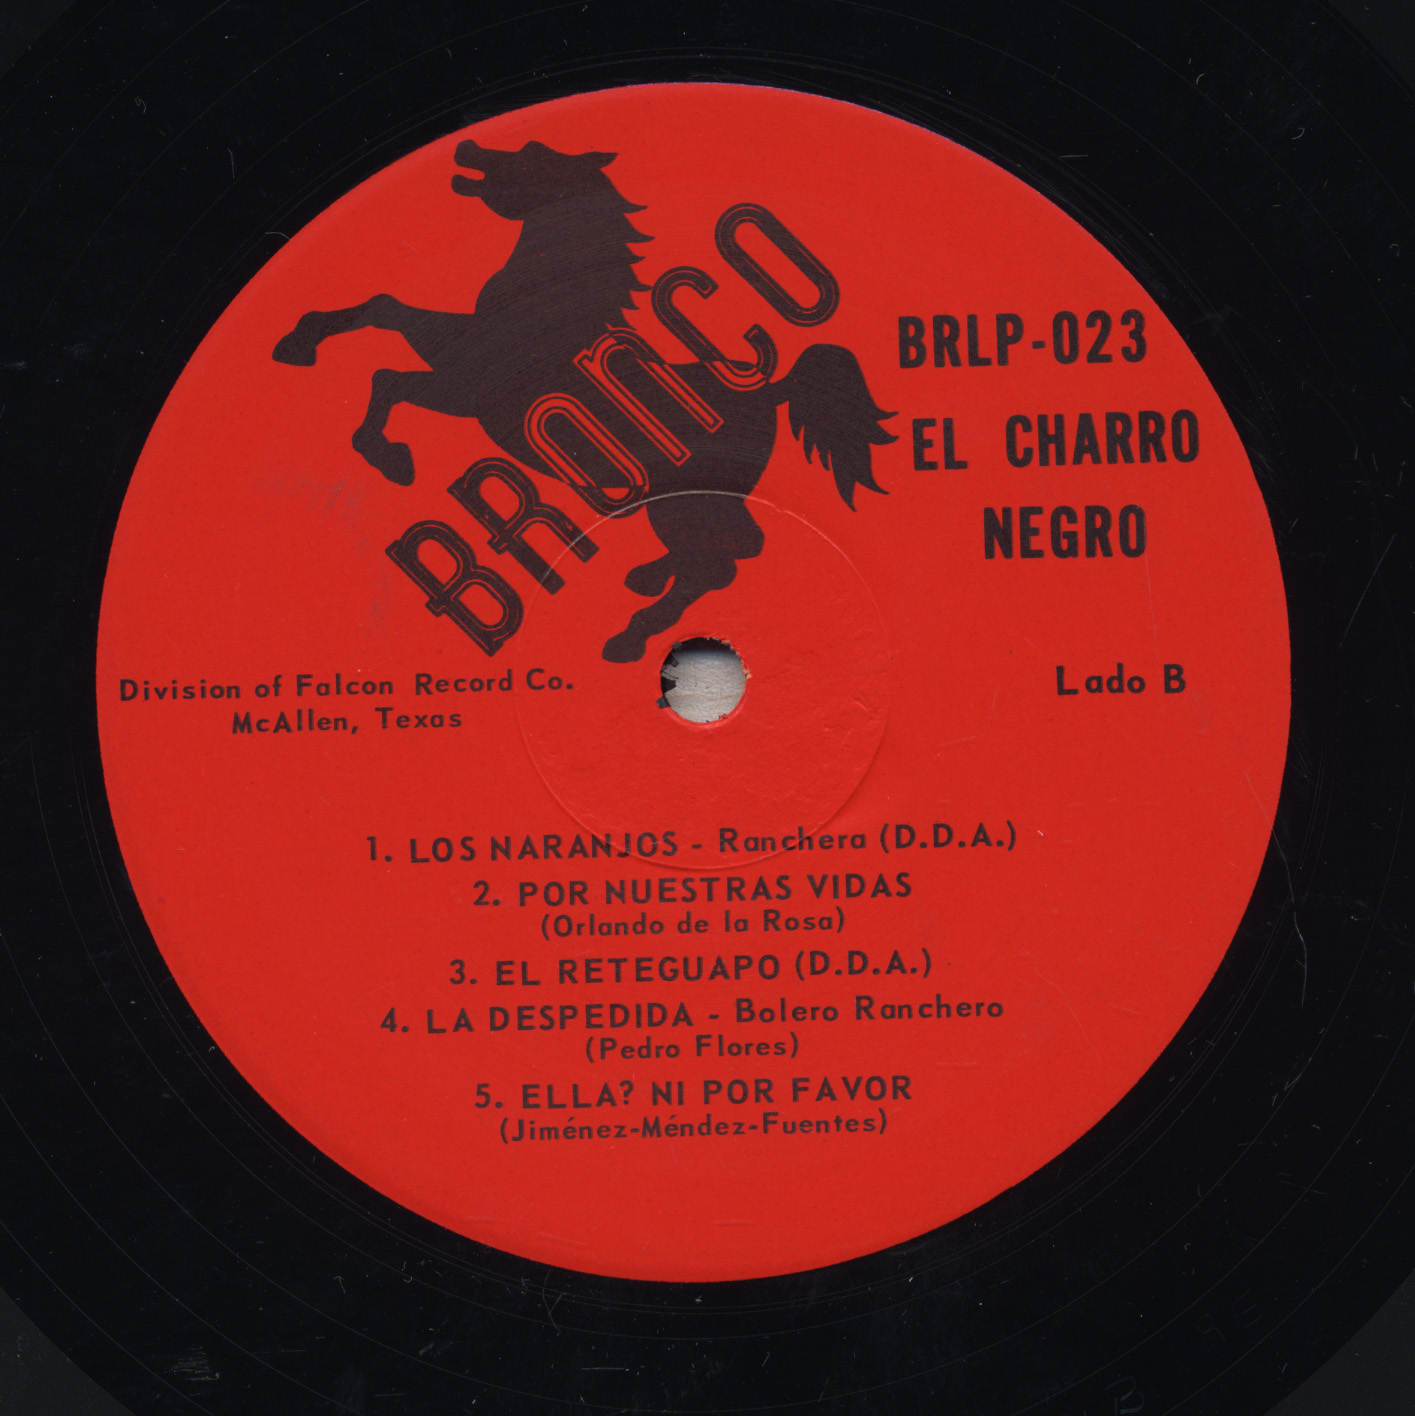 BRONCO
BRLP-023
EL CHARRO
NEGRO
Division of Falcon Record Co.
McAllen, Texas
Lado B
1. LOS NARANJOS - Ranchera (D.D.A.)
2. POR NUESTRAS VIDAS
(Orlando de la Rosa)
3. EL RETEGUAPO (D.D.A.)
4. LA DESPEDIDA - Bolero Ranchero
(Pedro Flores)
5. ELLA? NI POR FAVOR
(Jiménez-Méndez-Fuentes)